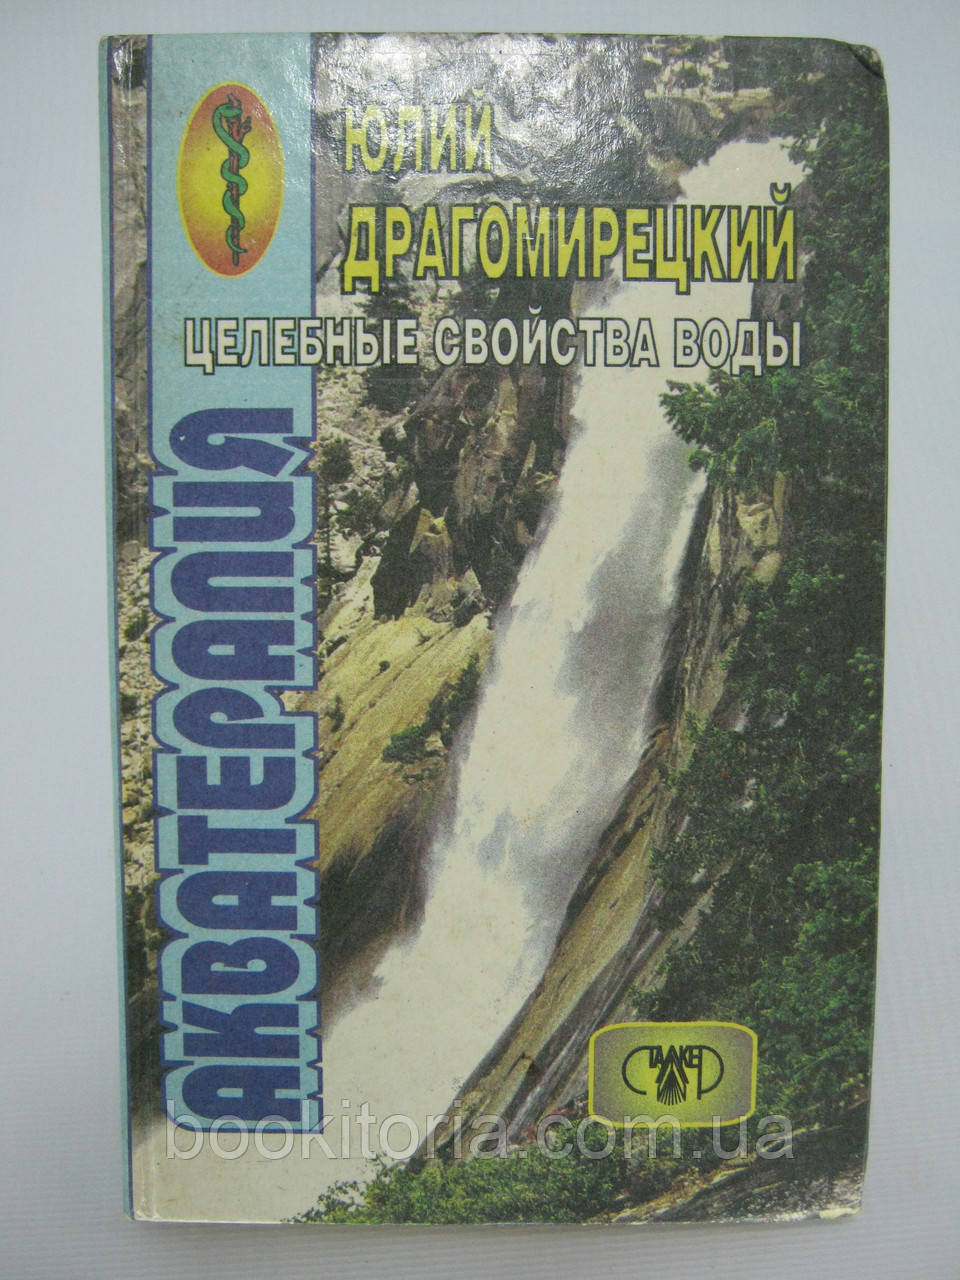 ЮЛИЙ
ДРАГОМИРЕЦКИЙ
ЦЕЛЕБНЫЕ СВОЙСТВА ВОДЫ
АКВАТЕРАПИЯ
СТАЛКЕР
bookitoria.com.ua